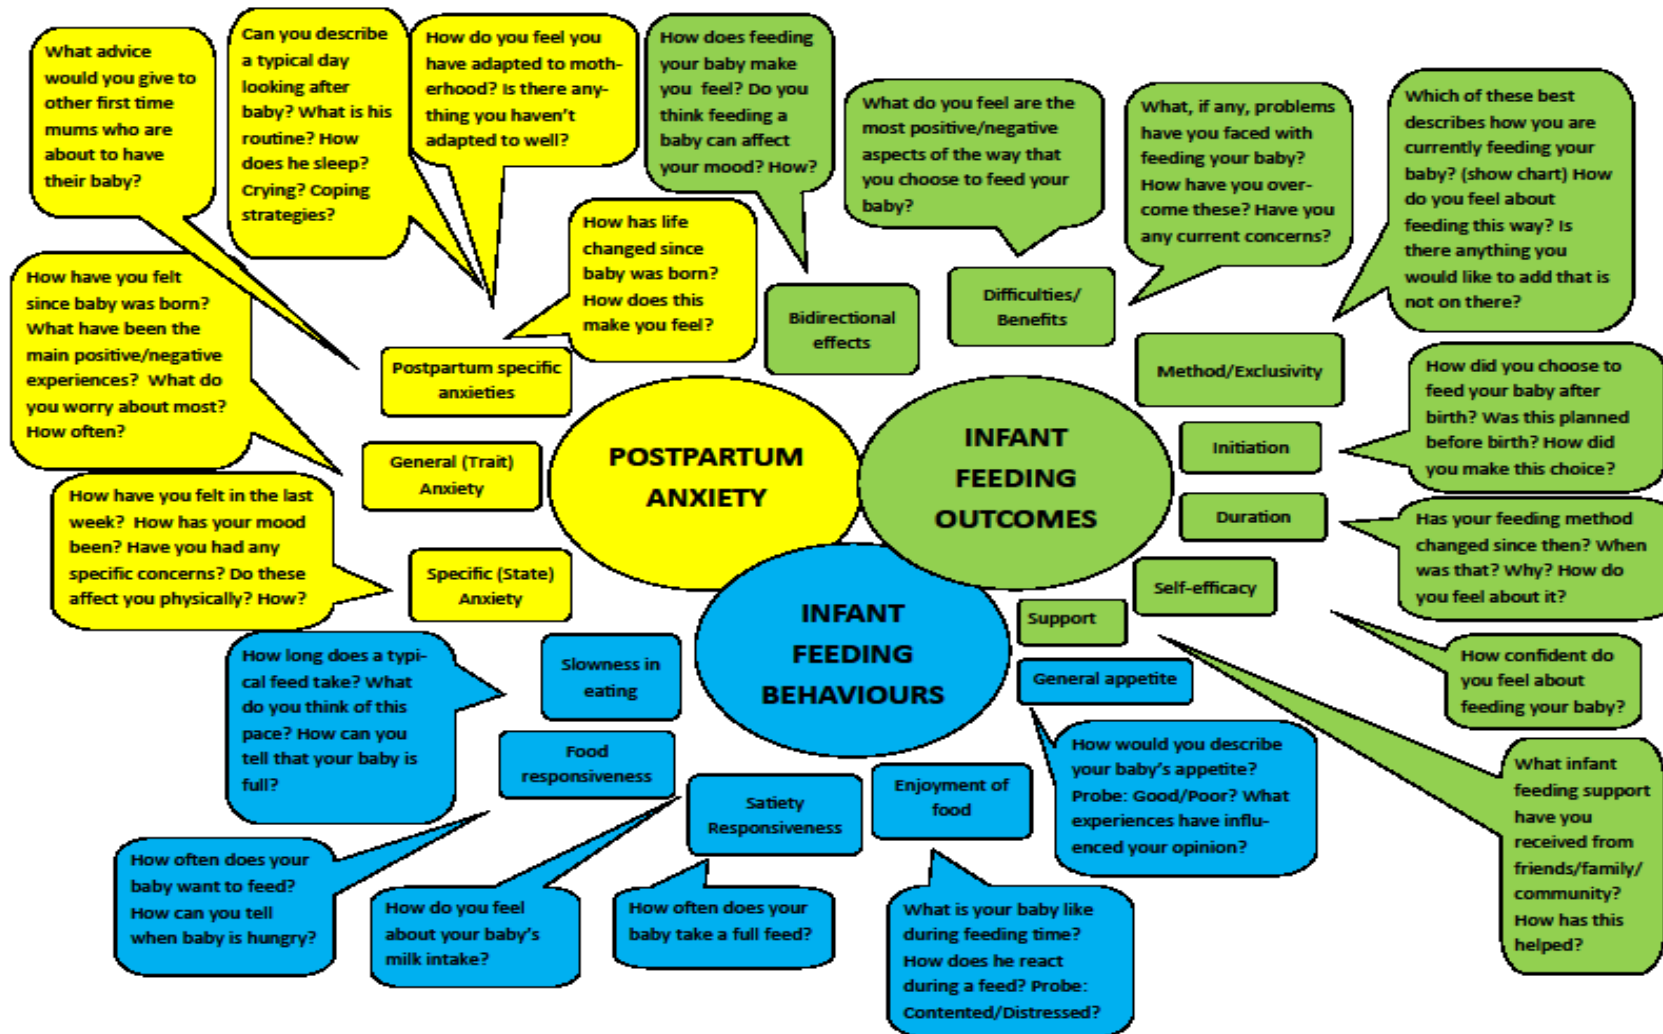 What advice
would you give to
other first time
mums who are
about to have
their baby?
Can you describe
a typical day
looking after
baby? What is his
routine? How
does he sleep?
Crying? Coping
strategies?
How do you feel you
have adapted to moth-
erhood? Is there any-
thing you haven't
adapted to well?
How does feeding
your baby make
you feel? Do you
think feeding a
baby can affect
your mood? How?
What do you feel are the
most positive/negative
aspects of the way that
you choose to feed your
baby?
What, if any, problems
have you faced with
feeding your baby?
How have you over-
come these? Have you
any current concerns?
Which of these best
describes how you are
currently feeding your
baby? (show chart) How
do you feel about
feeding this way? Is
there anything you
would like to add that is
not on there?
How has life
changed since
baby was born?
How does this
make you feel?
How have you felt
since baby was born?
What have been the
main positive/negative
experiences? What do
you worry about most?
How often?
Bidirectional
effects
Difficulties/
Benefits
Method/Exclusivity
Postpartum specific
anxieties
How did you choose to
feed your baby after
birth? Was this planned
before birth? How did
you make this choice?
General (Trait)
Anxiety
POSTPARTUM
ANXIETY
INFANT
FEEDING
OUTCOMES
Initiation
Duration
How have you felt in the last
week? How has your mood
been? Have you had any
specific concerns? Do these
affect you physically? How?
Specific (State)
Anxiety
Has your feeding method
changed since then? When
was that? Why? How do
you feel about it?
Self-efficacy
Support
INFANT
FEEDING
BEHAVIOURS
How long does a typi-
cal feed take? What
do you think of this
pace? How can you
tell that your baby is
full?
Slowness in
eating
General appetite
How confident do
you feel about
feeding your baby?
Food
responsiveness
Satiety
Responsiveness
Enjoyment of
food
How would you describe
your baby's appetite?
Probe: Good/Poor? What
experiences have influ-
enced your opinion?
What infant
feeding support
have you
received from
friends/family/
community?
How has this
helped?
How often does your
baby want to feed?
How can you tell
when baby is hungry?
How do you feel
about your baby's
milk intake?
How often does your
baby take a full feed?
What is your baby like
during feeding time?
How does he react
during a feed? Probe:
Contented/Distressed?